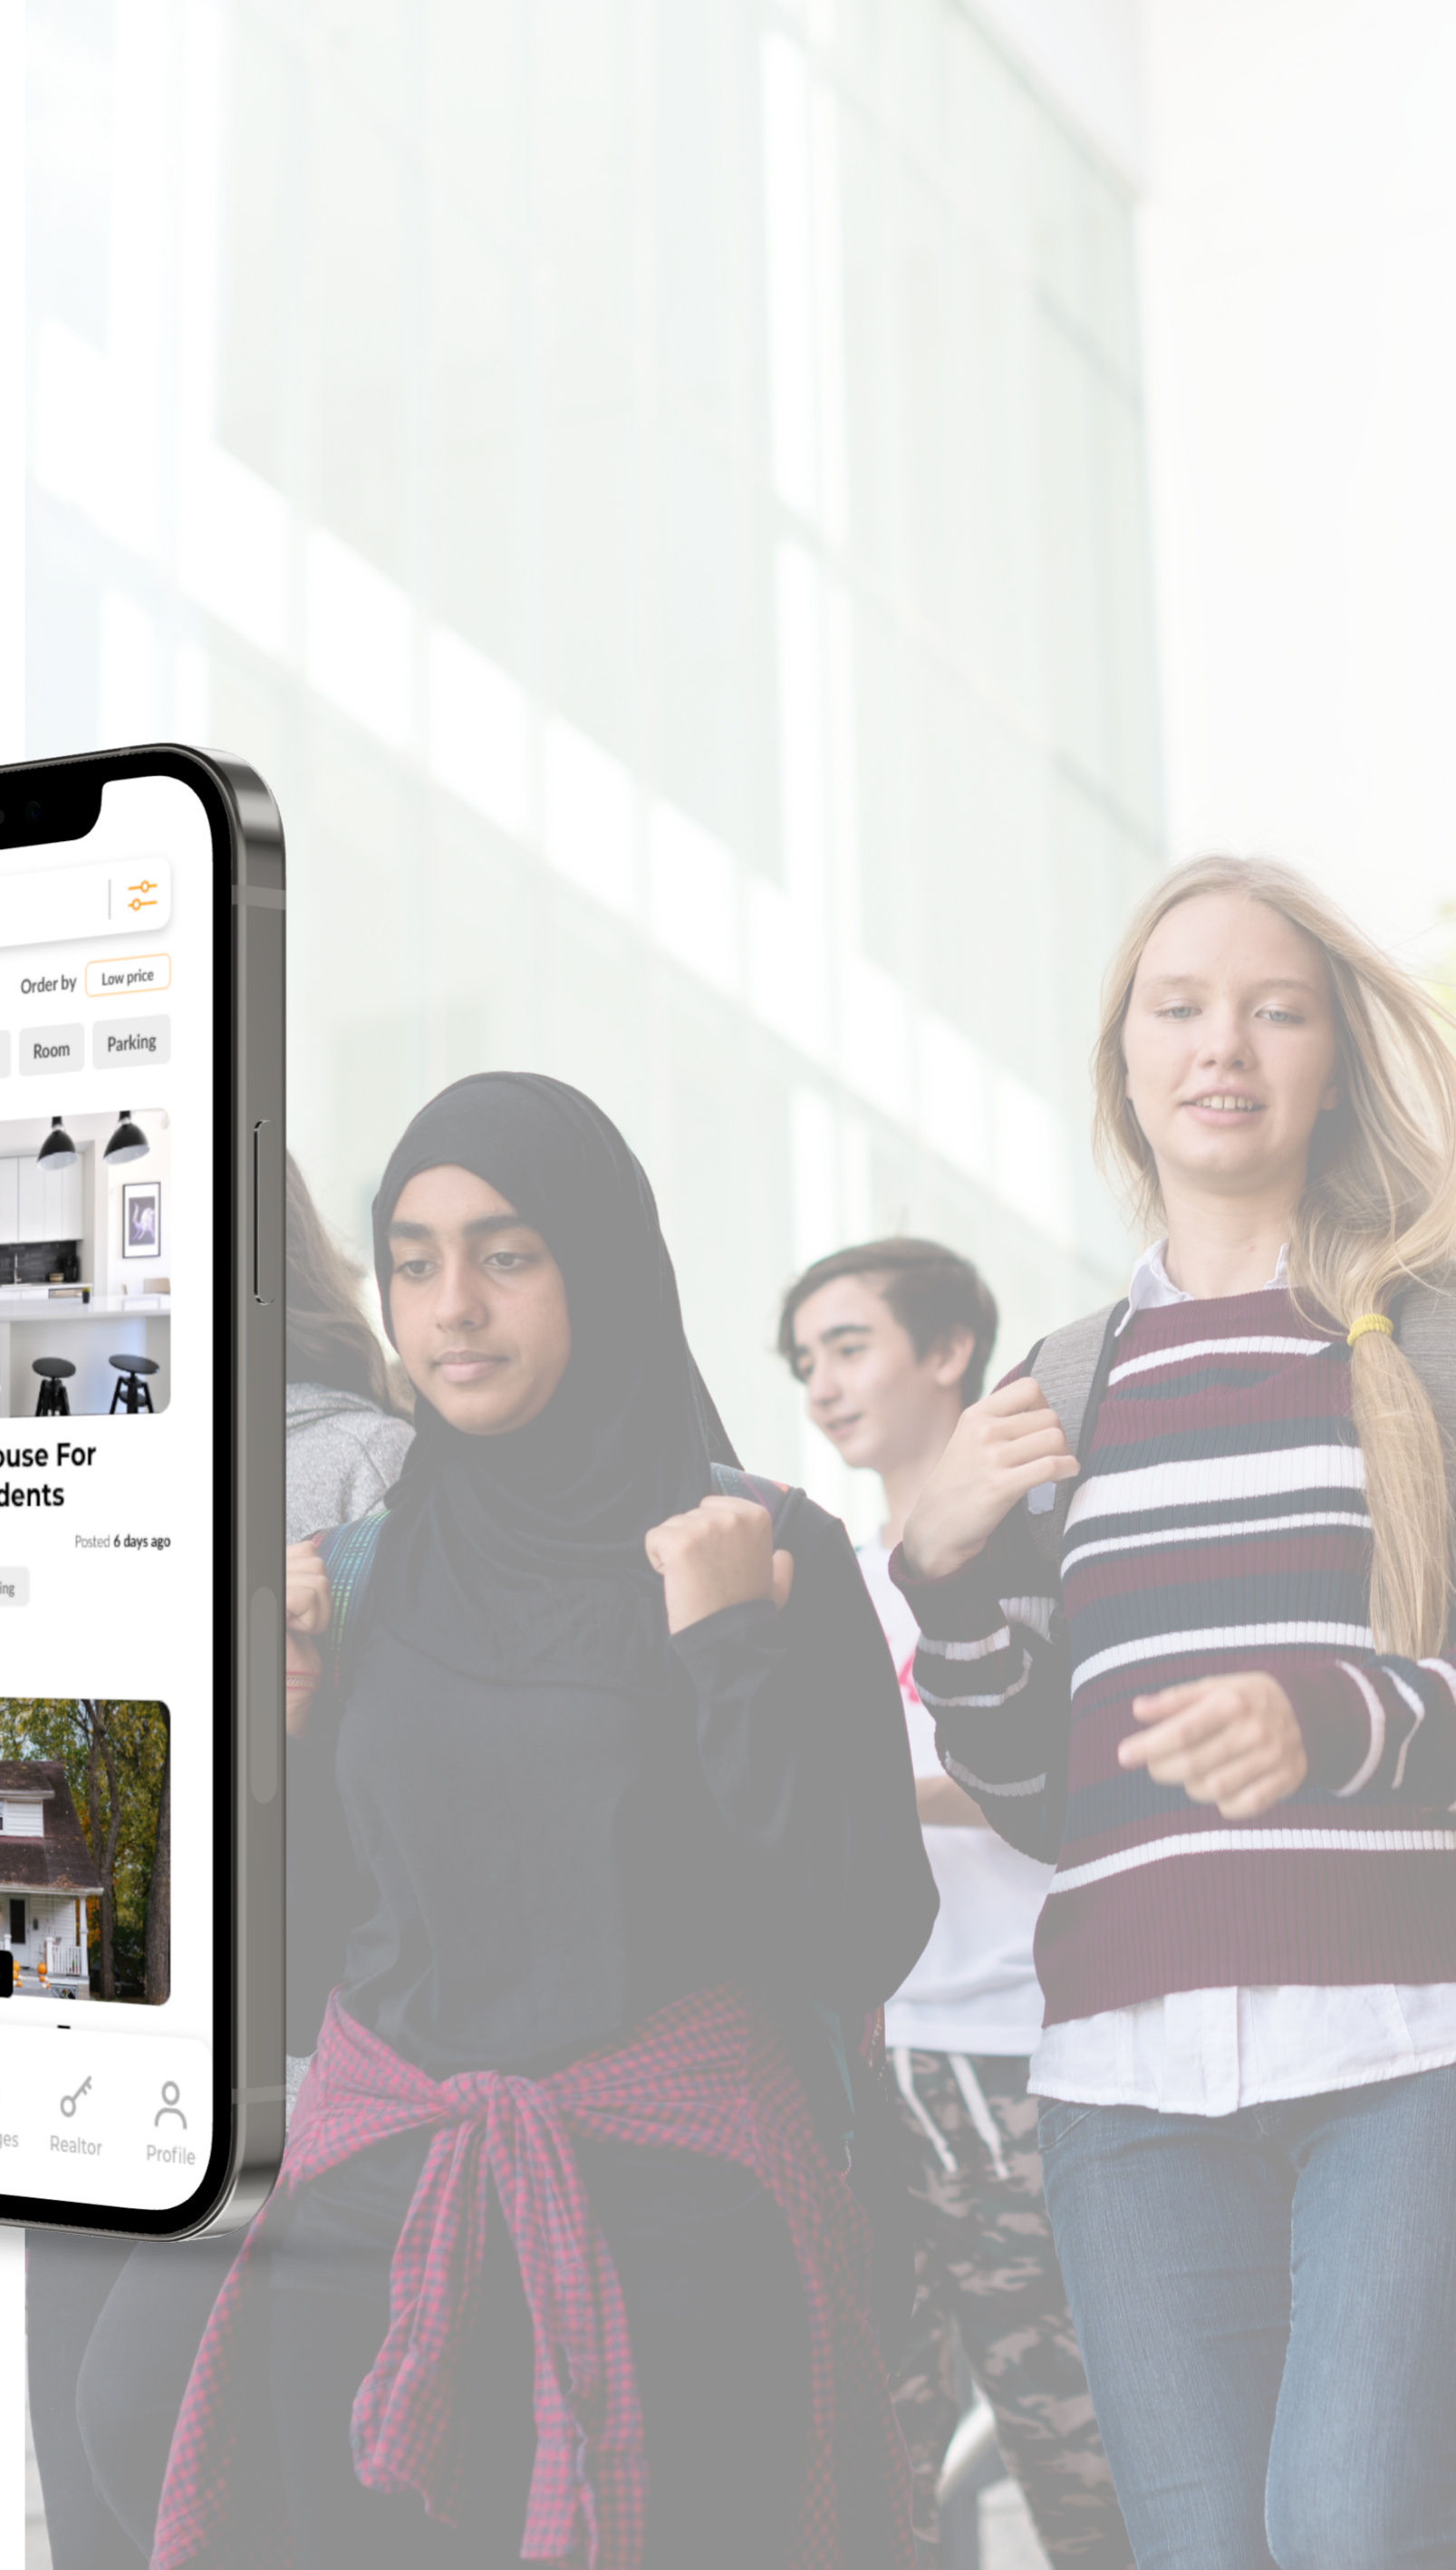 Order by Low price
Room Parking
ouse For
dents
Posted 6 days ago
ing
ges Realtor Profile